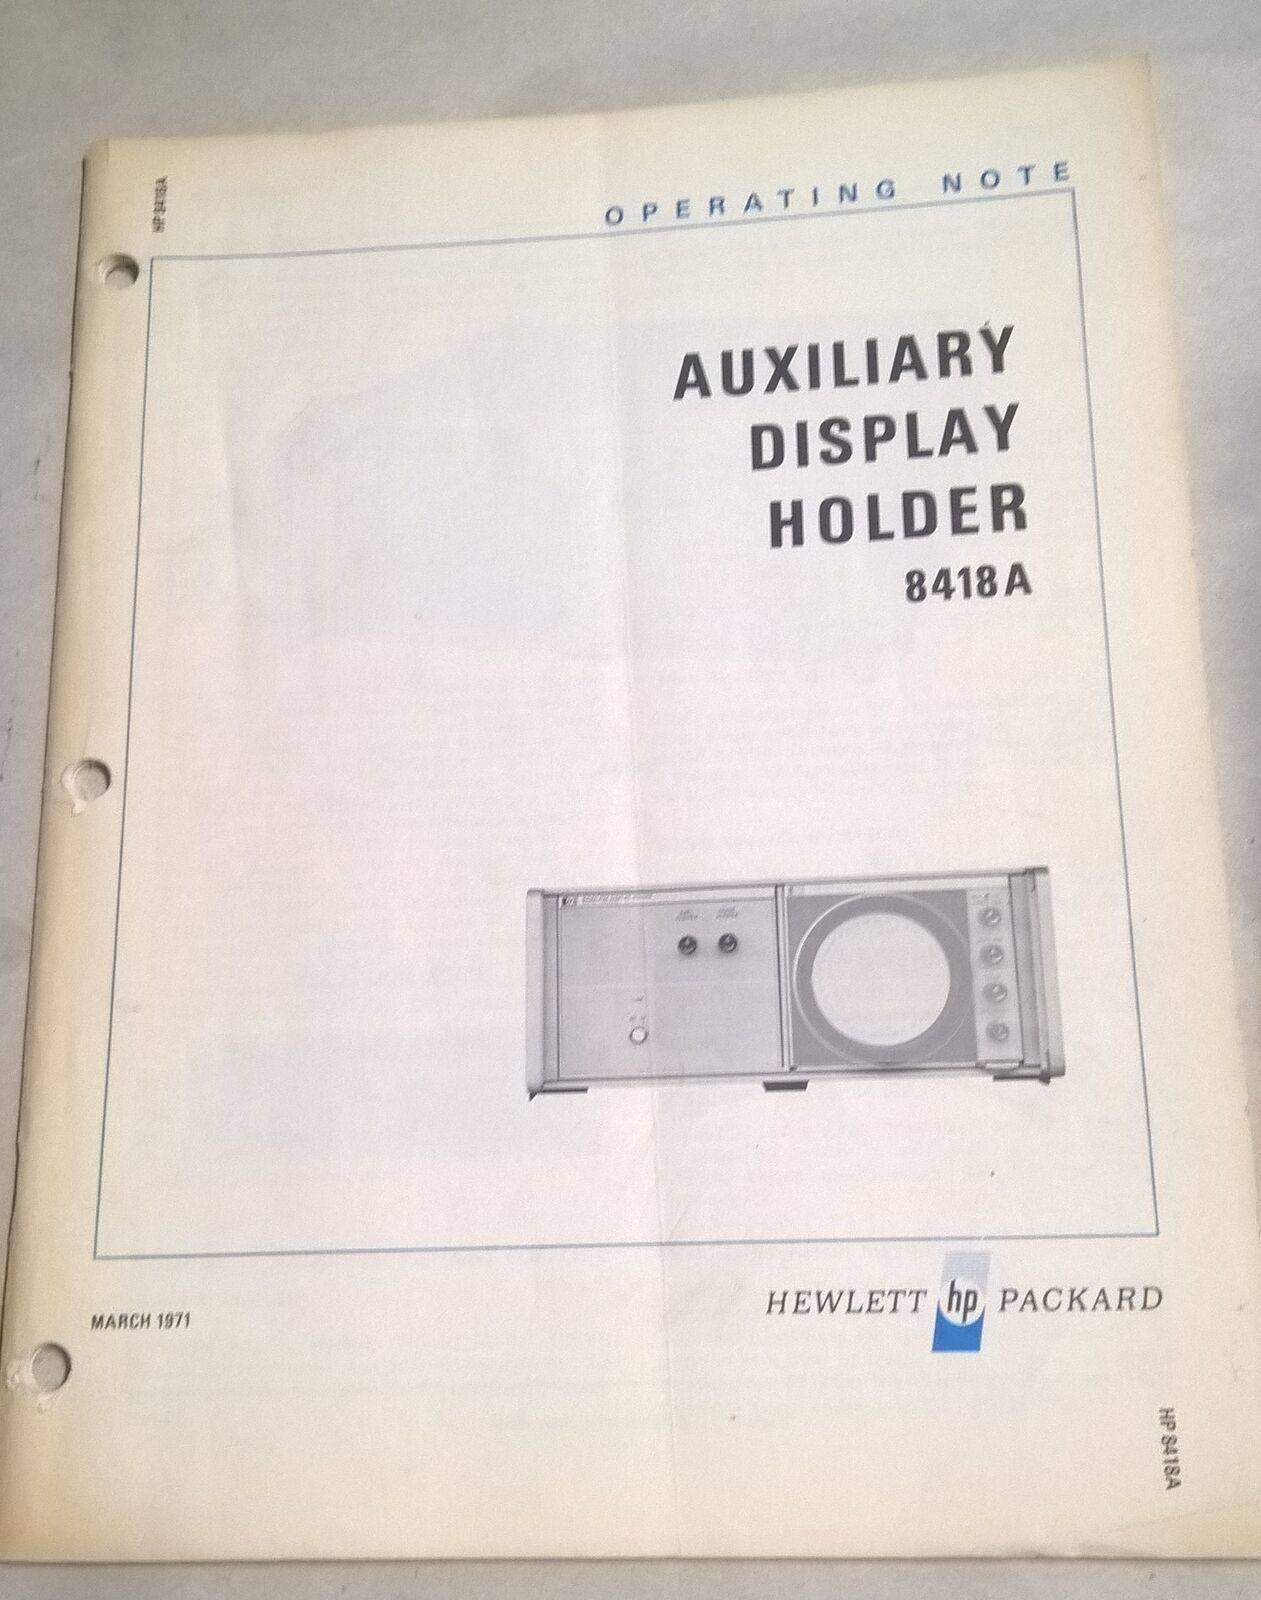 HP 8418A
OPERATING NOTE
AUXILIARY
DISPLAY
HOLDER
8418A
MARCH 1971
HEWLETT hp PACKARD
HP 8418A